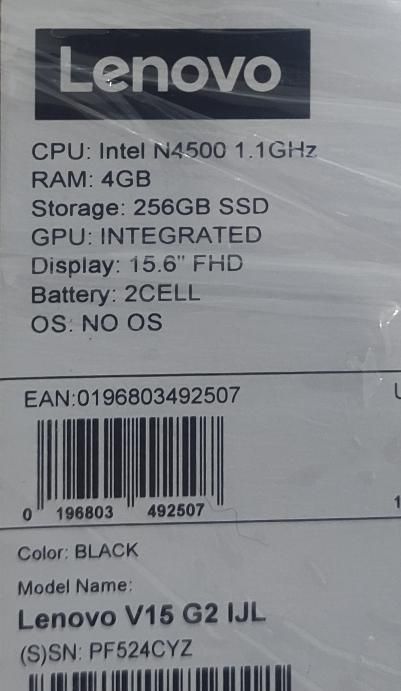 Lenovo
CPU: Intel N4500 1.1GHz
RAM: 4GB
Storage: 256GB SSD
GPU: INTEGRATED
Display: 15.6" FHD
Battery: 2CELL
OS: NO OS
EAN:0196803492507
0 196803 492507
Color: BLACK
Model Name:
Lenovo V15 G2 IJL
(S)SN: PF524CYZ